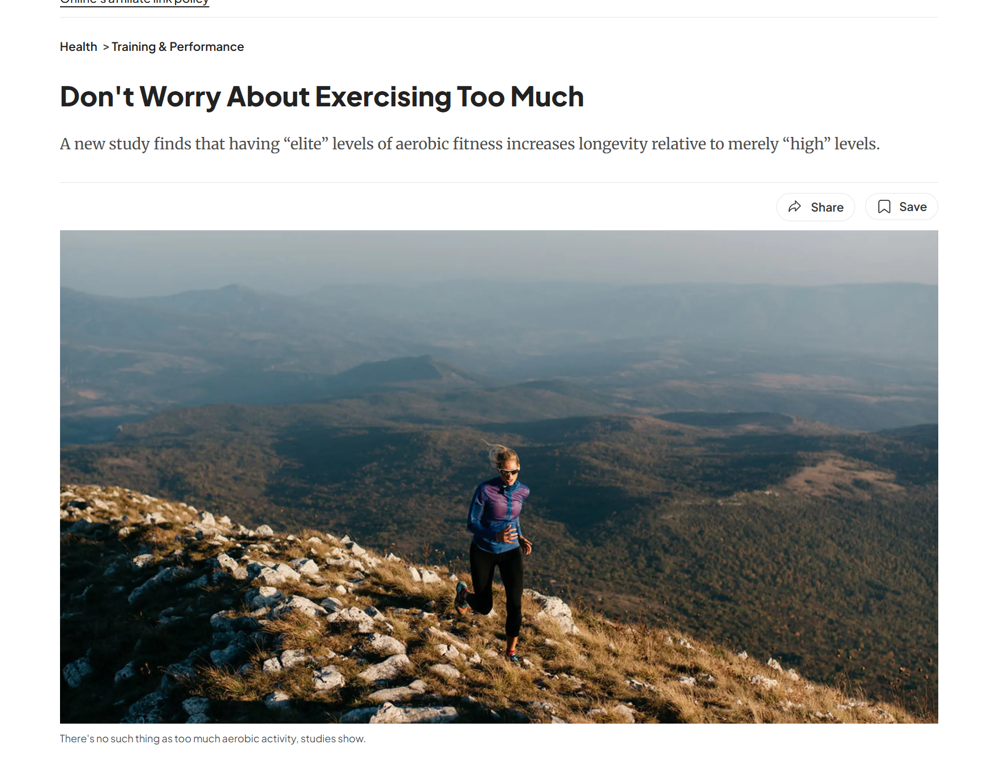 Online's affiliate link policy
Health > Training & Performance
Don't Worry About Exercising Too Much
A new study finds that having “elite” levels of aerobic fitness increases longevity relative to merely “high” levels.
Share
Save
There's no such thing as too much aerobic activity, studies show.